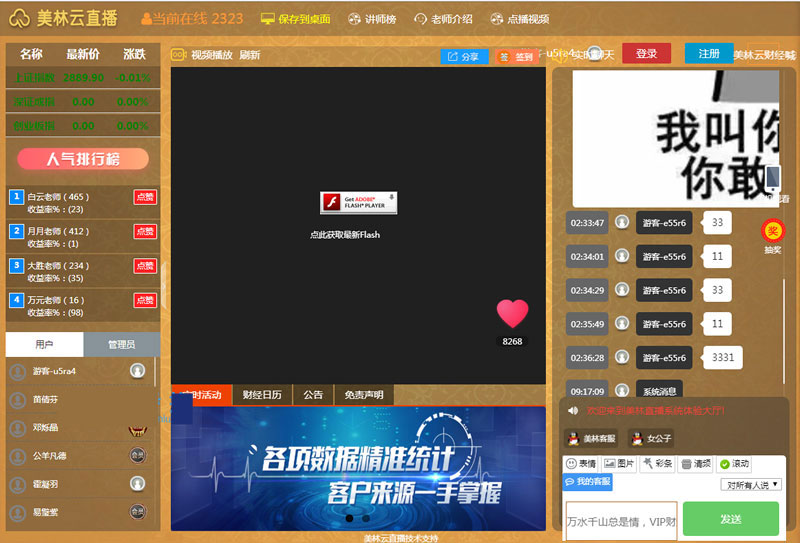 美林云直播
当前在线 2323
保存到桌面
讲师榜
老师介绍
点播视频
名称 最新价 涨跌
上证指数 2889.90 -0.01%
深证成指 0.00 0.00%
创业板指 0.00 0.00%
人气排行榜
1 白云老师 ( 465 )
收益率% : (23)
点赞
2 月月老师 ( 412 )
收益率% : (1)
点赞
3 大胜老师 ( 234 )
收益率% : (35)
点赞
4 万元老师 ( 16 )
收益率% : (98)
点赞
用户 管理员
游客-u5ra4
苗倩芬
邓烁晶
公羊凡德
会员
霍凝羽
易莹萦
会员
视频播放 刷新
分享
签 签到
登录
注册
美林云财经喊
Get ADOBE®
FLASH® PLAYER
点此获取最新Flash
8268
实时活动 财经日历 公告 免责声明
各项数据精准统计
客户来源一手掌握
美林云直播技术支持
我叫你
你敢
奖
抽奖
02:33:47 游客-e55r6 33
02:34:01 游客-e55r6 11
02:34:29 游客-e55r6 33
02:35:49 游客-e55r6 11
02:36:28 游客-e55r6 3331
09:17:09 系统消息
欢迎来到美林直播系统体验大厅!
美林客服 女公子
表情 图片 彩条 清频 滚动
我的客服
对所有人说
万水千山总是情，VIP财
发送